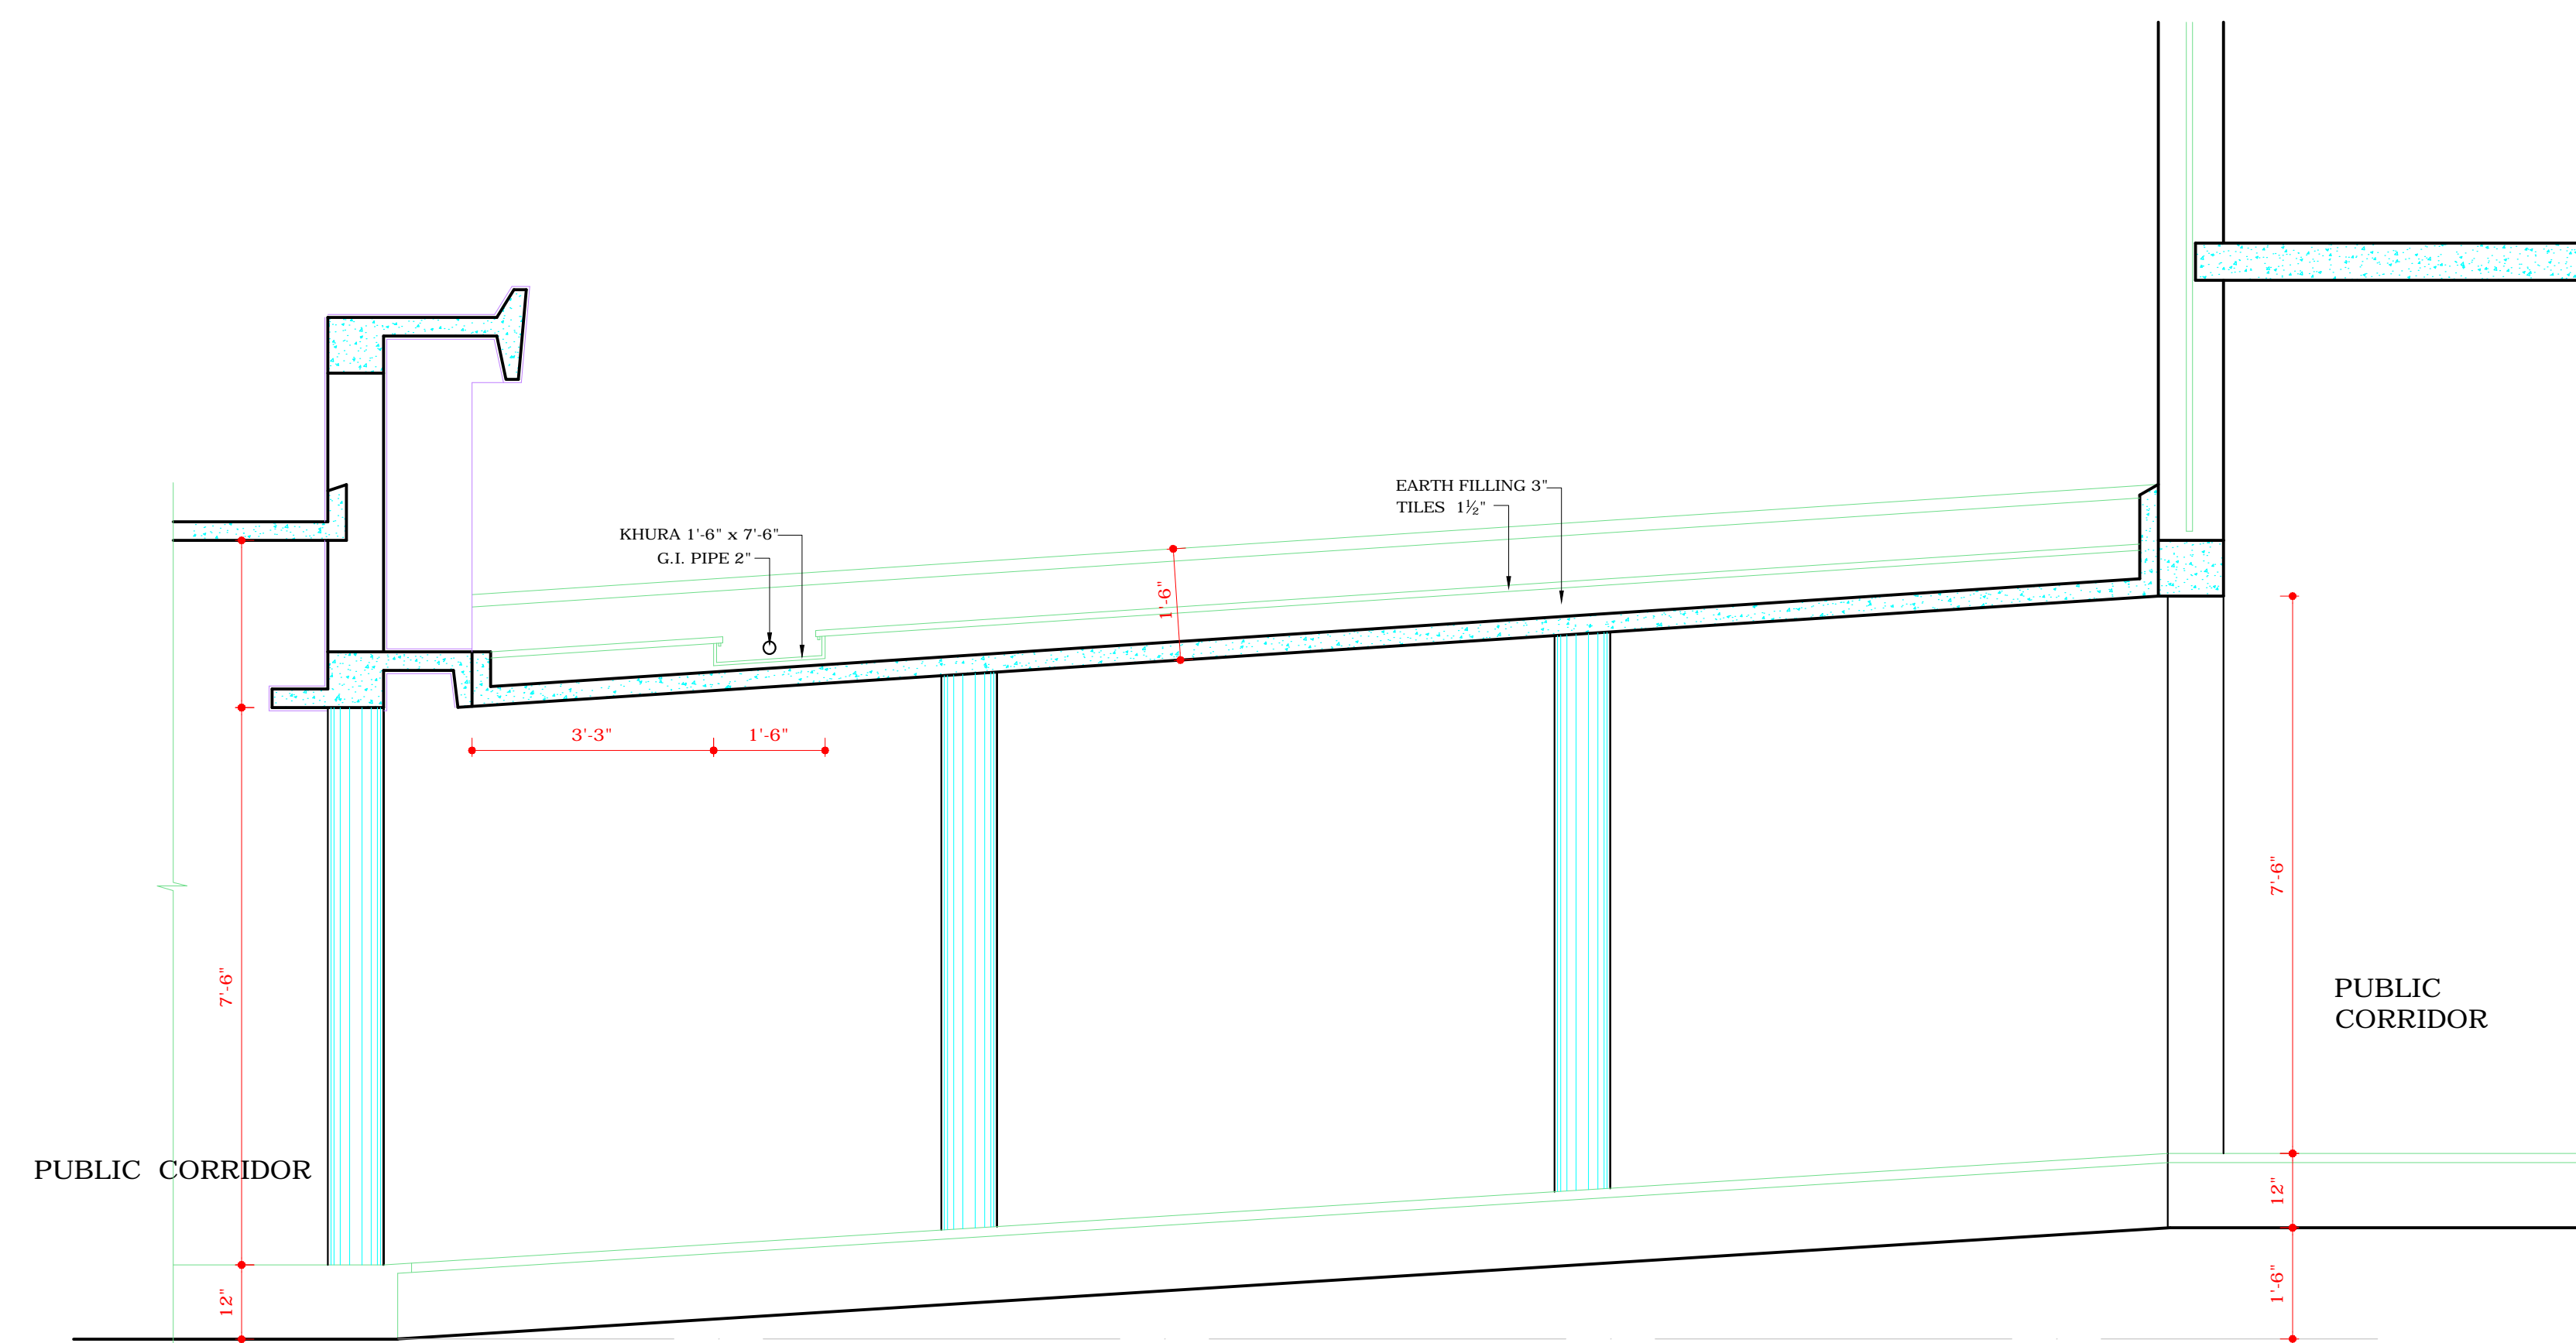 EARTH FILLING 3"
TILES 1½"
KHURA 1'-6" x 7'-6"
G.I. PIPE 2"
1'-6"
3'-3"
1'-6"
7'-6"
7'-6"
PUBLIC
CORRIDOR
PUBLIC CORRIDOR
12"
12"
1'-6"